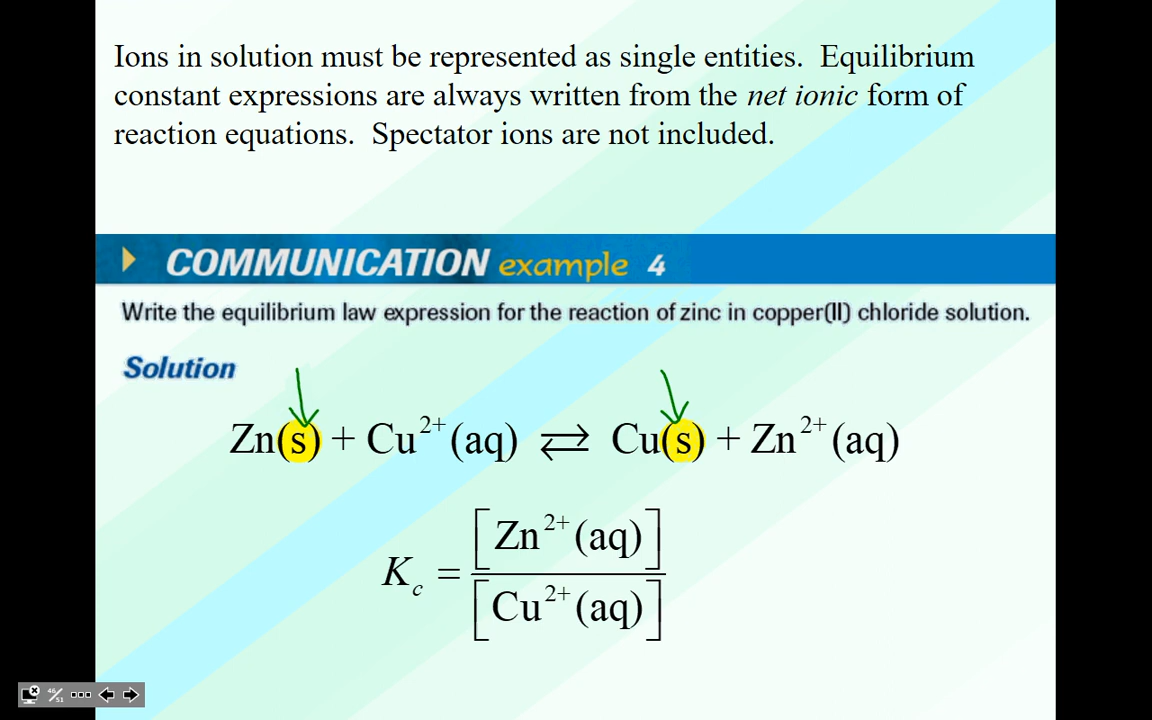 Ions in solution must be represented as single entities. Equilibrium
constant expressions are always written from the net ionic form of
reaction equations. Spectator ions are not included.
COMMUNICATION example 4
Write the equilibrium law expression for the reaction of zinc in copper(II) chloride solution.
Solution
Zn(s) + Cu²⁺(aq) ⇄ Cu(s) + Zn²⁺(aq)
K_c = [Zn²⁺(aq)] / [Cu²⁺(aq)]
46/51